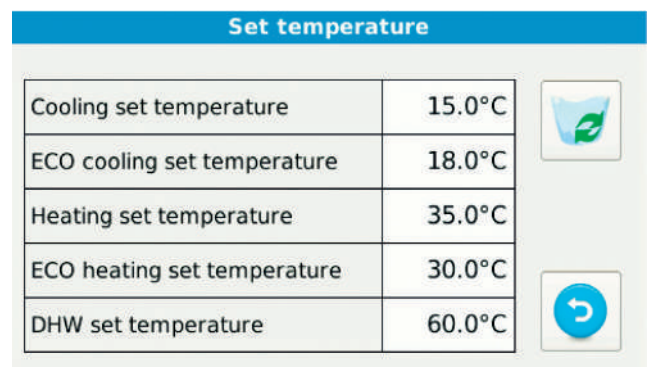 Set temperature
Cooling set temperature 15.0°C
ECO cooling set temperature 18.0°C
Heating set temperature 35.0°C
ECO heating set temperature 30.0°C
DHW set temperature 60.0°C